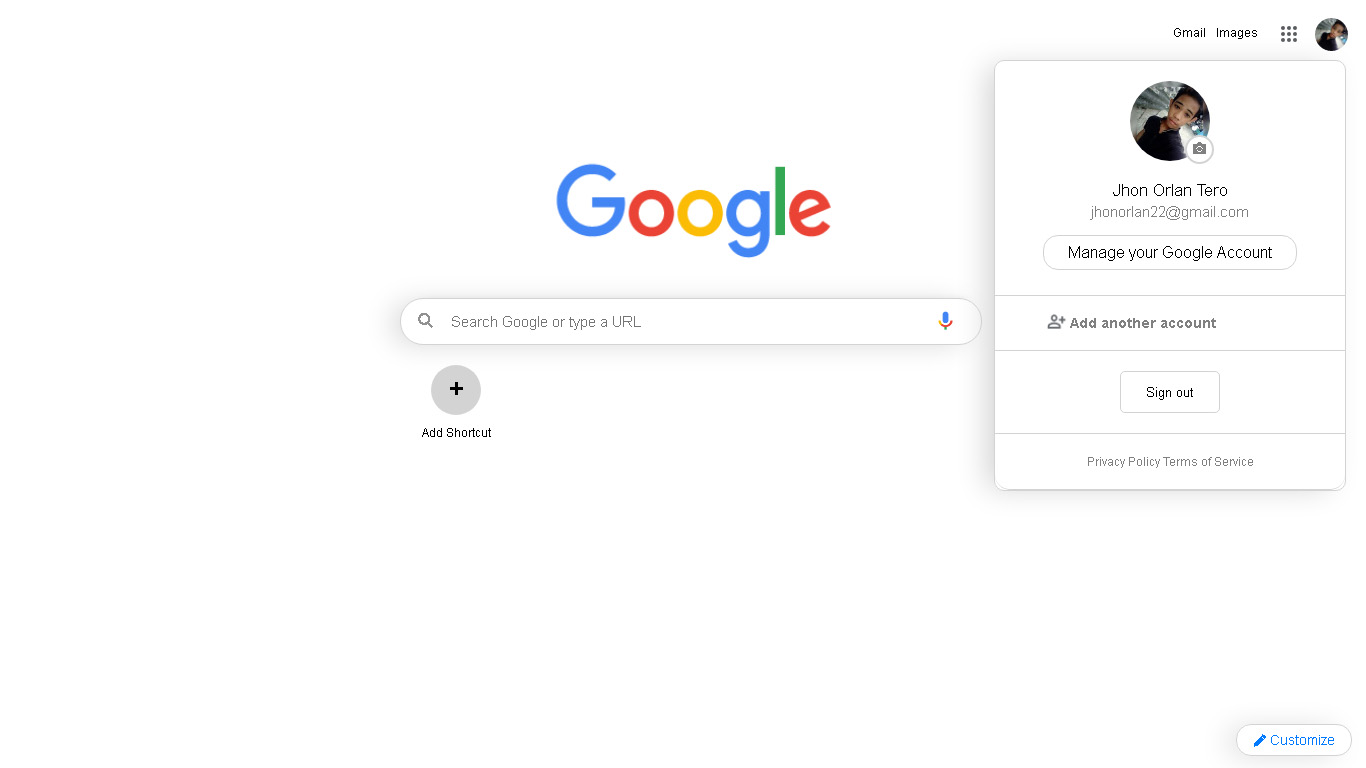 Gmail Images
Google
Jhon Orlan Tero
jhonorlan22@gmail.com
Manage your Google Account
Search Google or type a URL
Add another account
Sign out
Add Shortcut
Privacy Policy Terms of Service
Customize